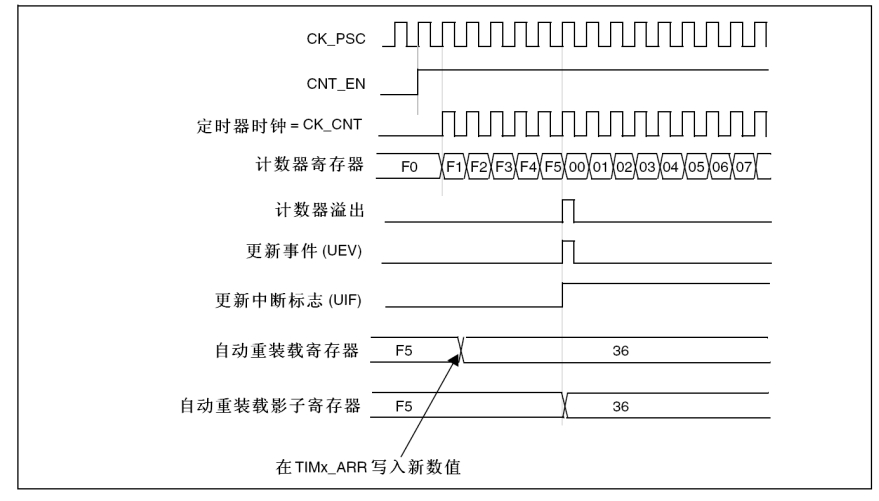 CK_PSC
CNT_EN
定时器时钟 = CK_CNT
计数器寄存器 F0 F1 F2 F3 F4 F5 00 01 02 03 04 05 06 07
计数器溢出
更新事件 (UEV)
更新中断标志 (UIF)
自动重装载寄存器 F5 36
自动重装载影子寄存器 F5 36
在 TIMx_ARR 写入新数值